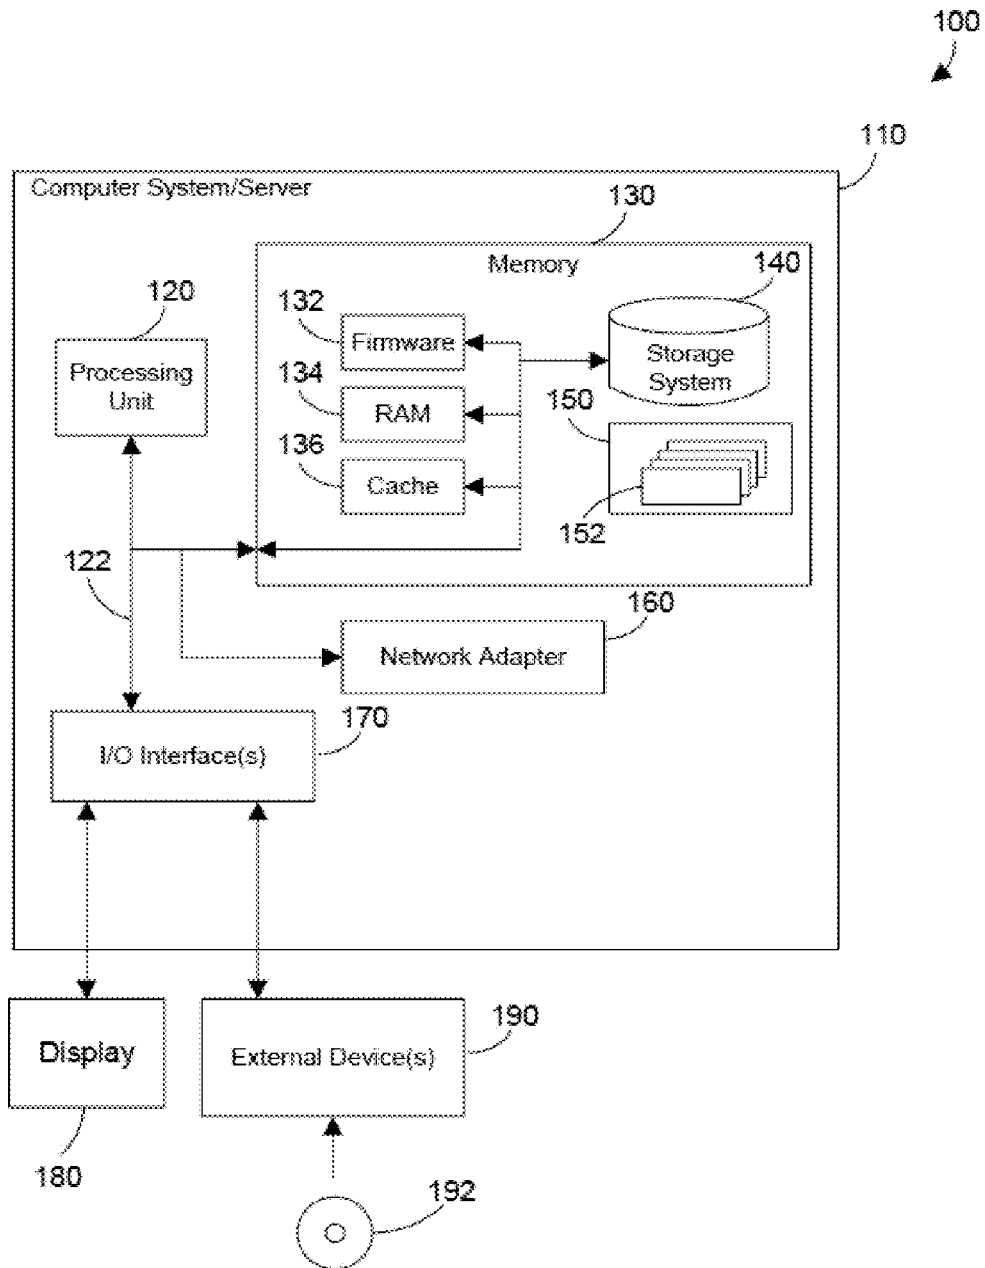 100
110
Computer System/Server
130
Memory
140
120
132
Firmware
Storage
System
Processing
Unit
134
RAM
150
136
Cache
152
122
160
Network Adapter
170
I/O Interface(s)
190
Display
External Device(s)
180
192